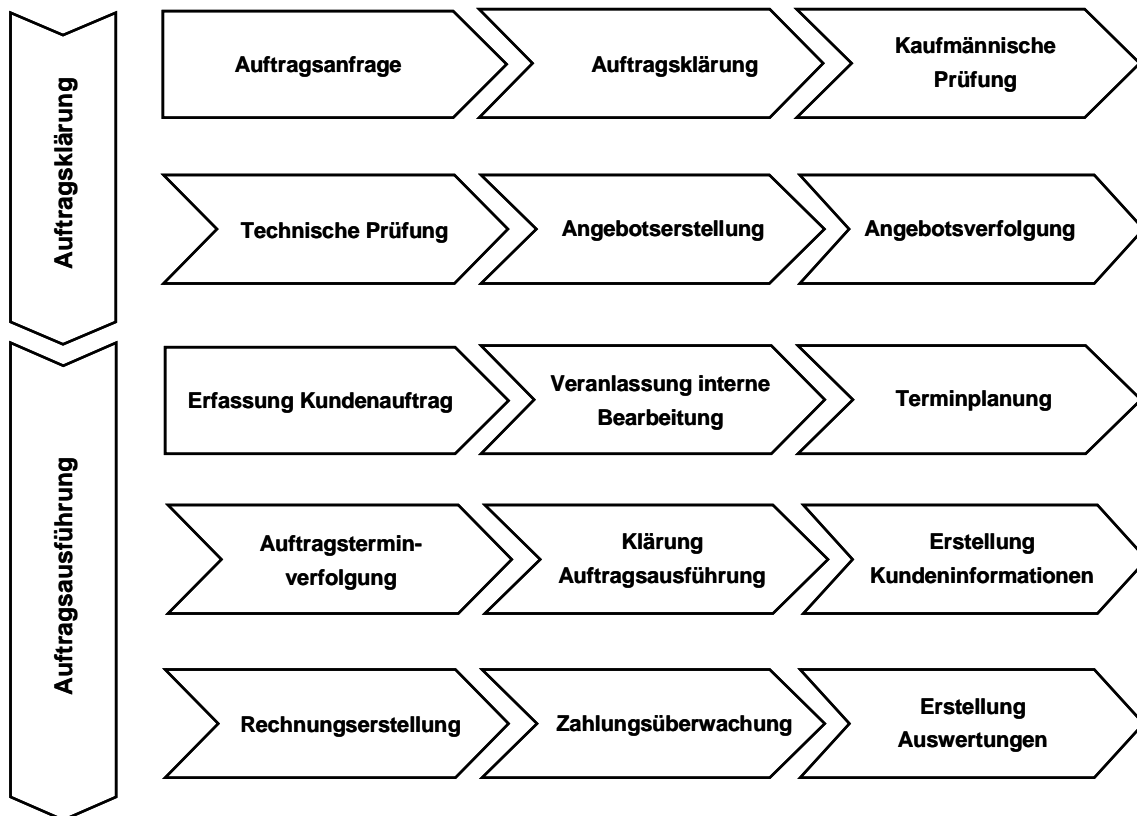 Auftragsklärung
Auftragsanfrage
Auftragsklärung
Kaufmännische
Prüfung
Technische Prüfung
Angebotserstellung
Angebotsverfolgung
Auftragsausführung
Erfassung Kundenauftrag
Veranlassung interne
Bearbeitung
Terminplanung
Auftragstermin-
verfolgung
Klärung
Auftragsausführung
Erstellung
Kundeninformationen
Rechnungserstellung
Zahlungsüberwachung
Erstellung
Auswertungen